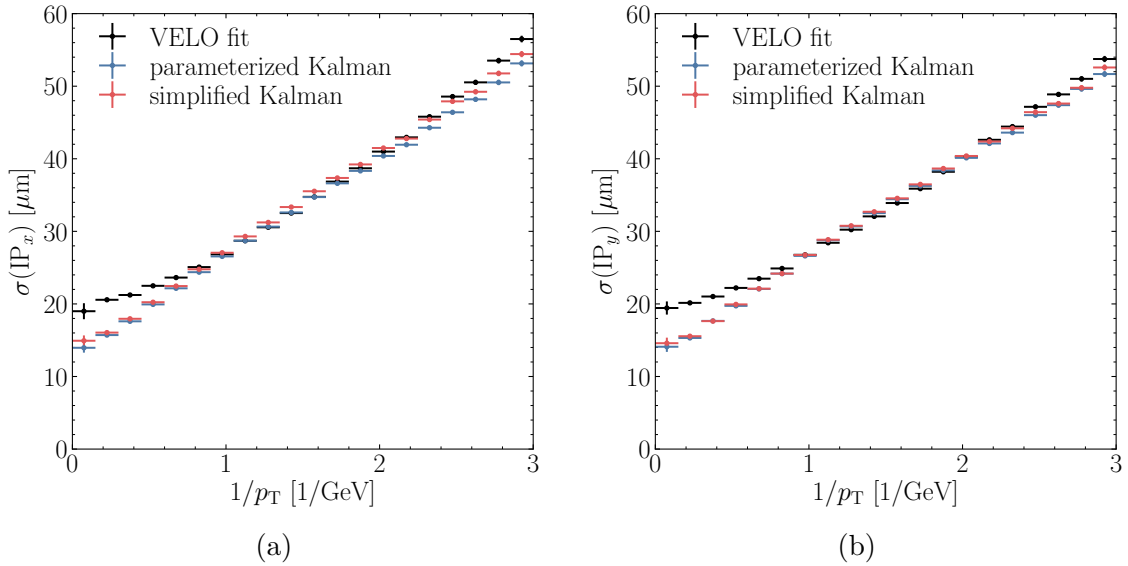 60
50
40
30
20
10
0
σ(IPx) [μm]
VELO fit
parameterized Kalman
simplified Kalman
0 1 2 3
1/pT [1/GeV]
(a)
60
50
40
30
20
10
0
σ(IPy) [μm]
VELO fit
parameterized Kalman
simplified Kalman
0 1 2 3
1/pT [1/GeV]
(b)